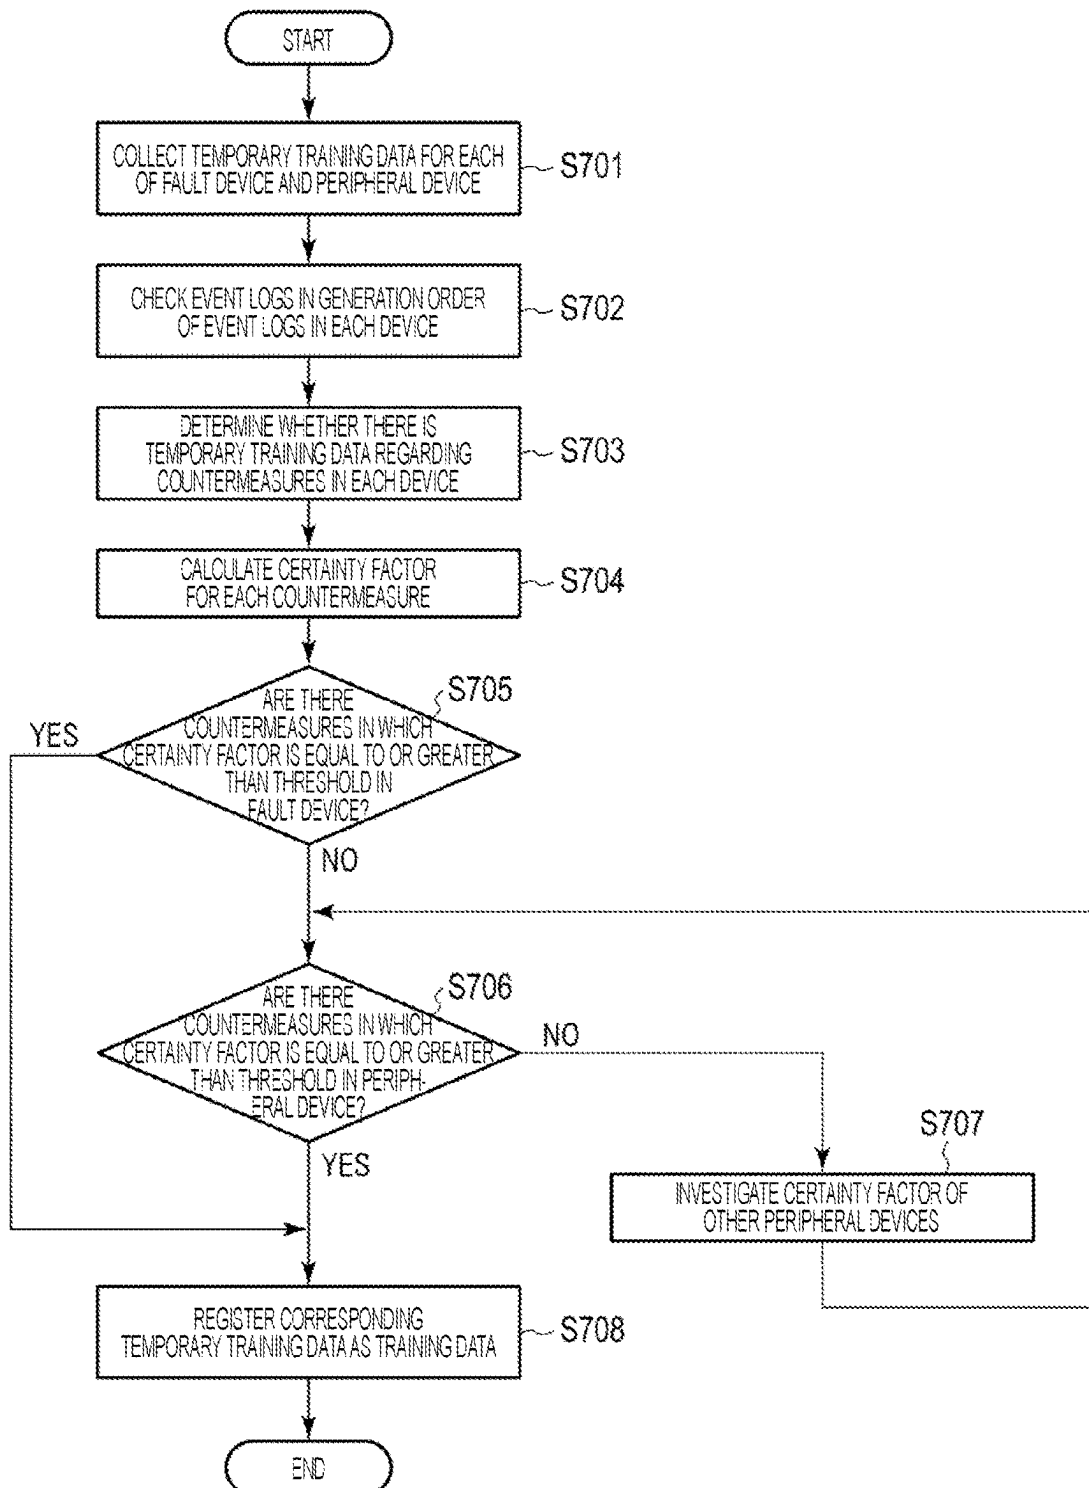 START
COLLECT TEMPORARY TRAINING DATA FOR EACH
OF FAULT DEVICE AND PERIPHERAL DEVICE
S701
CHECK EVENT LOGS IN GENERATION ORDER
OF EVENT LOGS IN EACH DEVICE
S702
DETERMINE WHETHER THERE IS
TEMPORARY TRAINING DATA REGARDING
COUNTERMEASURES IN EACH DEVICE
S703
CALCULATE CERTAINTY FACTOR
FOR EACH COUNTERMEASURE
S704
S705
ARE THERE
COUNTERMEASURES IN WHICH
CERTAINTY FACTOR IS EQUAL TO OR GREATER
THAN THRESHOLD IN
FAULT DEVICE?
YES
NO
S706
ARE THERE
COUNTERMEASURES IN WHICH
CERTAINTY FACTOR IS EQUAL TO OR GREATER
THAN THRESHOLD IN PERIPH-
ERAL DEVICE?
NO
YES
S707
INVESTIGATE CERTAINTY FACTOR OF
OTHER PERIPHERAL DEVICES
REGISTER CORRESPONDING
TEMPORARY TRAINING DATA AS TRAINING DATA
S708
END